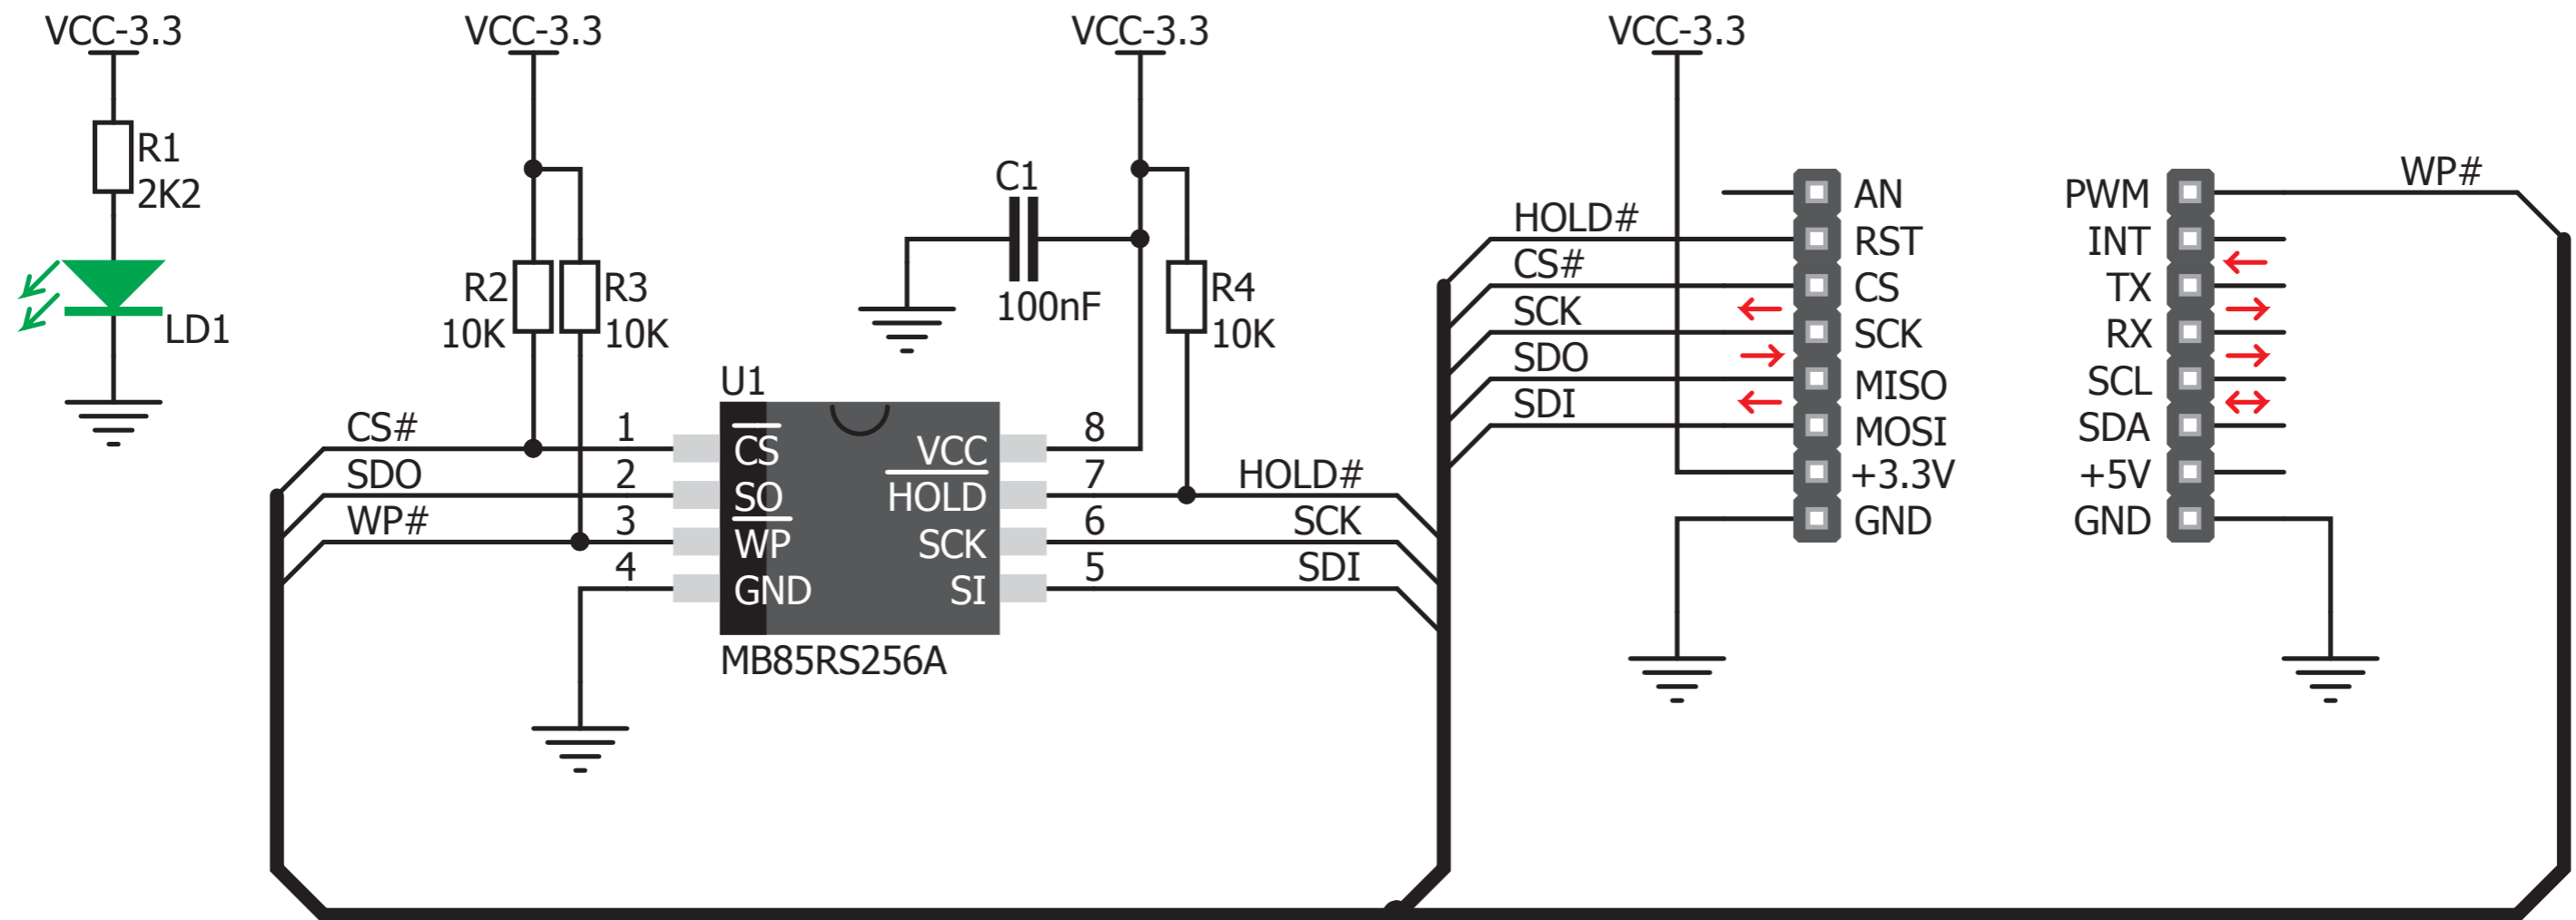 VCC-3.3
R1
2K2
LD1
VCC-3.3
R2
10K
R3
10K
VCC-3.3
C1
100nF
R4
10K
U1
CS#
1
CS
SDO
2
SO
WP#
3
WP
4
GND
VCC
8
HOLD
7
HOLD#
SCK
6
SCK
SI
5
SDI
MB85RS256A
VCC-3.3
HOLD#
CS#
SCK
SDO
SDI
AN
RST
CS
SCK
MISO
MOSI
+3.3V
GND
PWM
INT
TX
RX
SCL
SDA
+5V
GND
WP#